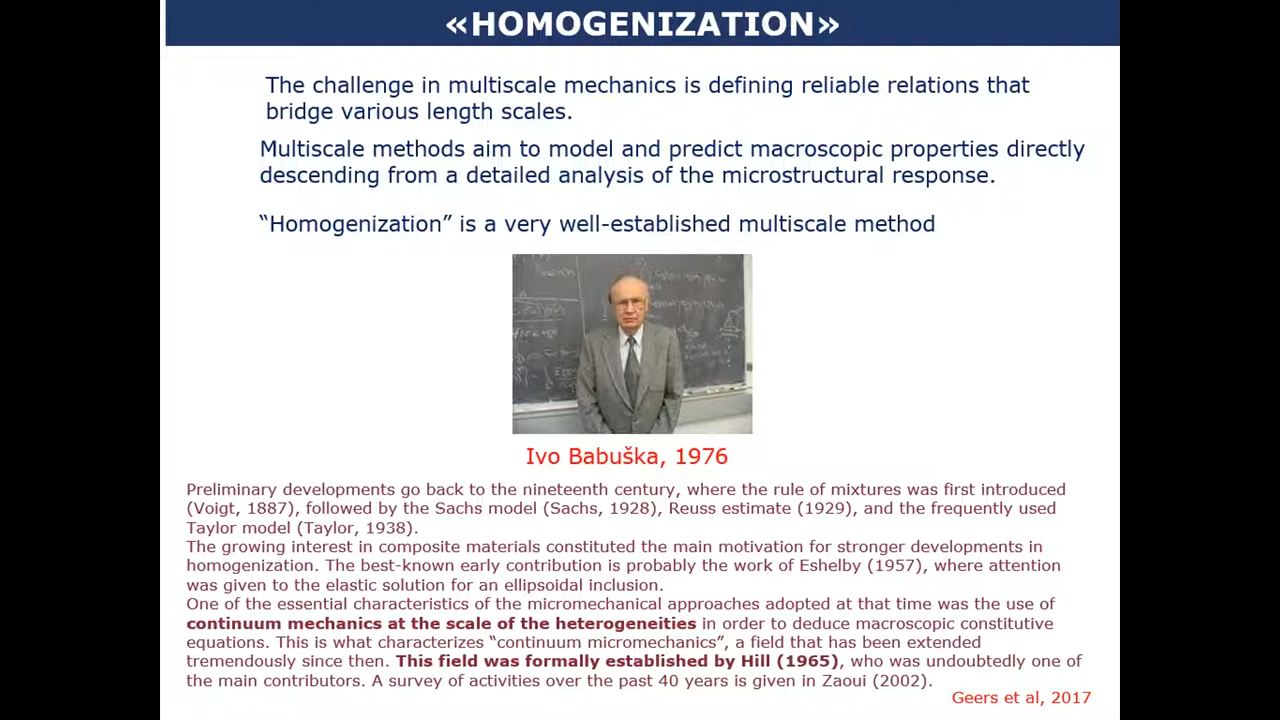 «HOMOGENIZATION»
The challenge in multiscale mechanics is defining reliable relations that
bridge various length scales.
Multiscale methods aim to model and predict macroscopic properties directly
descending from a detailed analysis of the microstructural response.
“Homogenization” is a very well-established multiscale method
Ivo Babuška, 1976
Preliminary developments go back to the nineteenth century, where the rule of mixtures was first introduced
(Voigt, 1887), followed by the Sachs model (Sachs, 1928), Reuss estimate (1929), and the frequently used
Taylor model (Taylor, 1938).
The growing interest in composite materials constituted the main motivation for stronger developments in
homogenization. The best-known early contribution is probably the work of Eshelby (1957), where attention
was given to the elastic solution for an ellipsoidal inclusion.
One of the essential characteristics of the micromechanical approaches adopted at that time was the use of
continuum mechanics at the scale of the heterogeneities in order to deduce macroscopic constitutive
equations. This is what characterizes “continuum micromechanics”, a field that has been extended
tremendously since then. This field was formally established by Hill (1965), who was undoubtedly one of
the main contributors. A survey of activities over the past 40 years is given in Zaoui (2002).
Geers et al, 2017